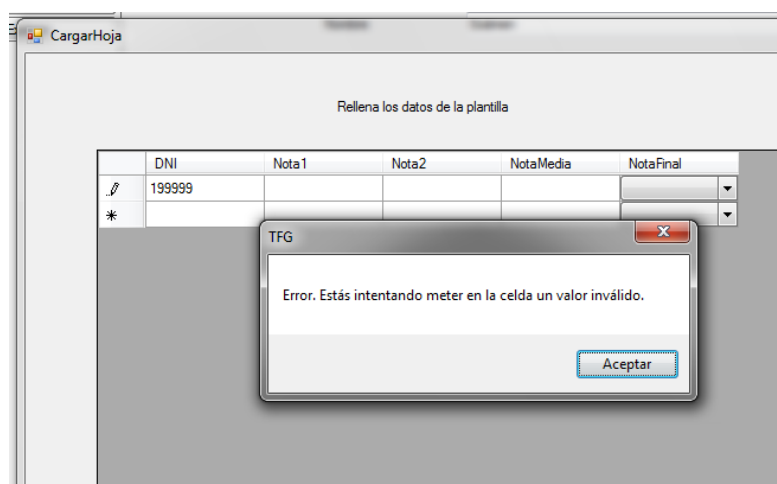 CargarHoja
Rellena los datos de la plantilla
DNI Nota1 Nota2 NotaMedia NotaFinal
199999
TFG
Error. Estás intentando meter en la celda un valor inválido.
Aceptar